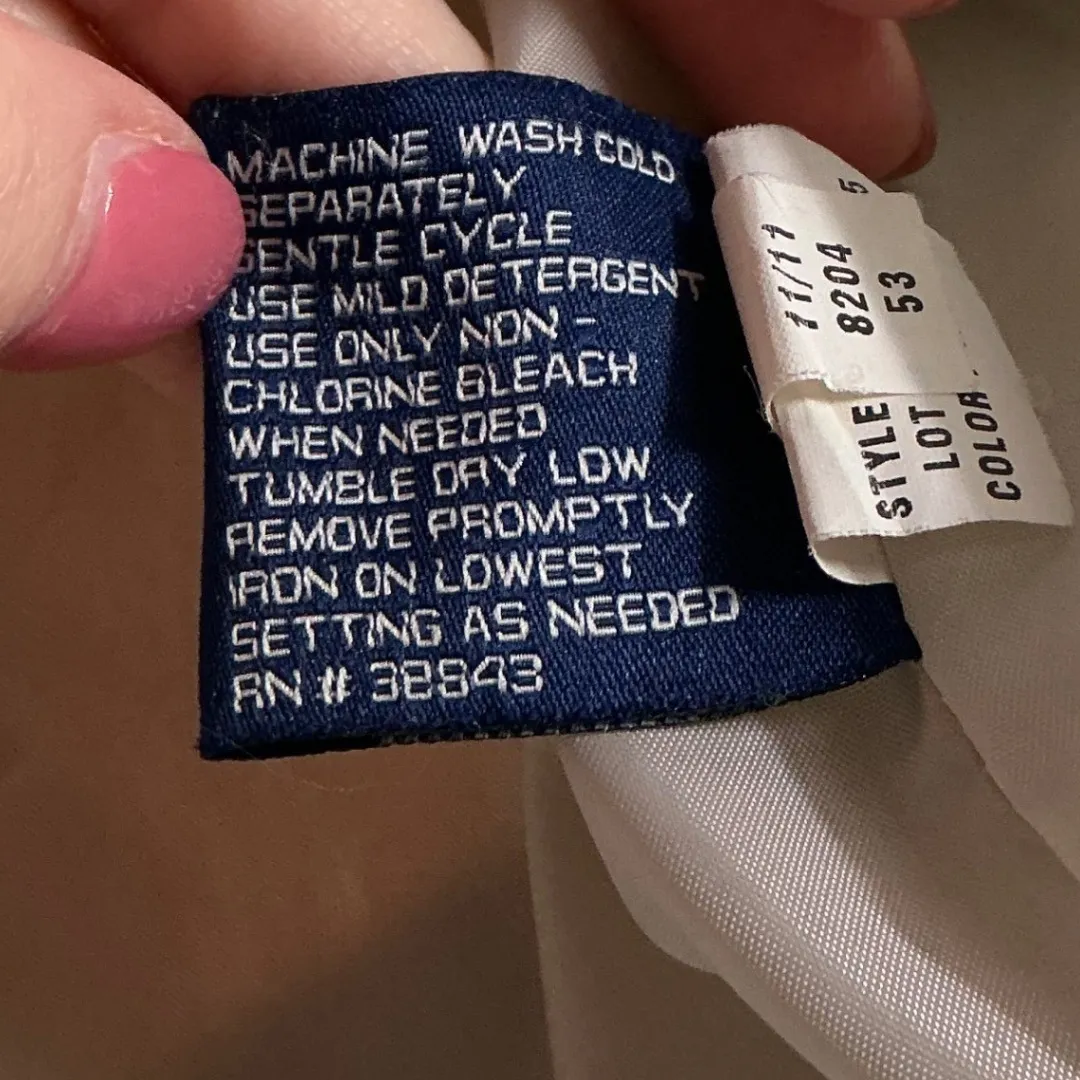 MACHINE WASH COLD
SEPARATELY
GENTLE CYCLE
USE MILD DETERGENT
USE ONLY NON-
CHLORINE BLEACH
WHEN NEEDED
TUMBLE DRY LOW
REMOVE PROMPTLY
IRON ON LOWEST
SETTING AS NEEDED
RN # 38843
11/11
8204 5
53
STYLE
LOT
COLOR